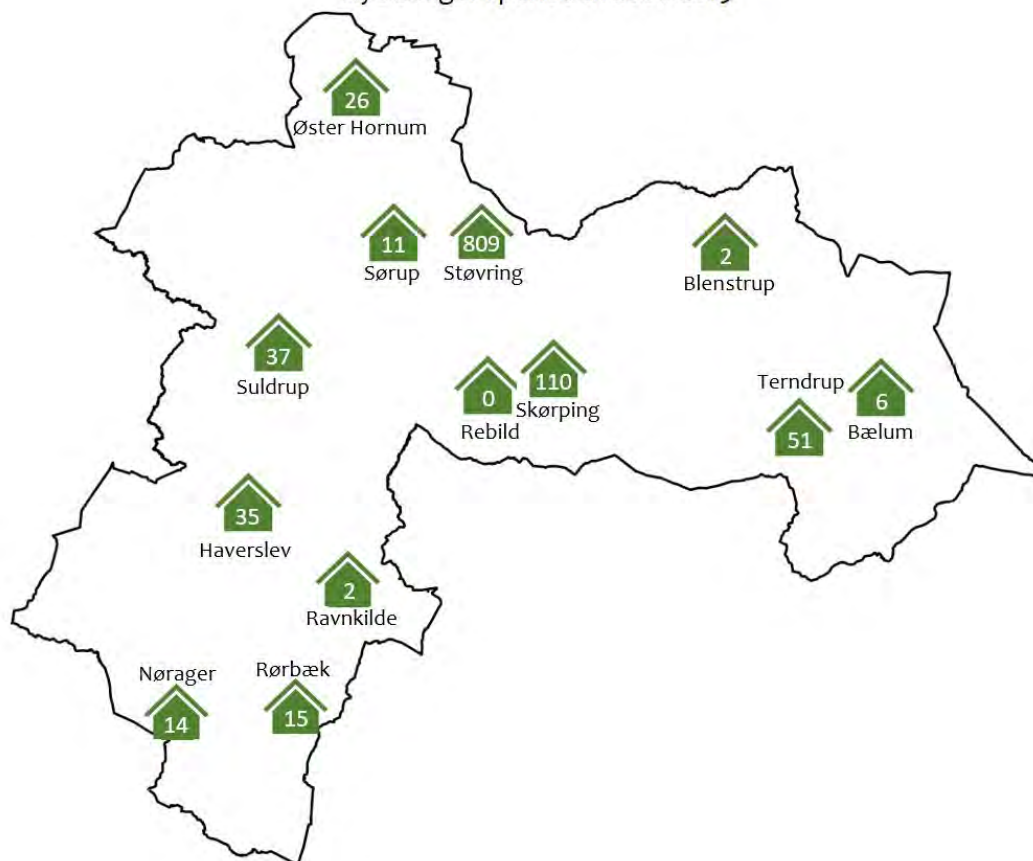 26
Øster Hornum
11
Sørup
809
Støvring
2
Blenstrup
37
Suldrup
0
Rebild
110
Skørping
Terndrup
51
6
Bælum
35
Haverslev
2
Ravnkilde
Nørager
14
Rørbæk
15